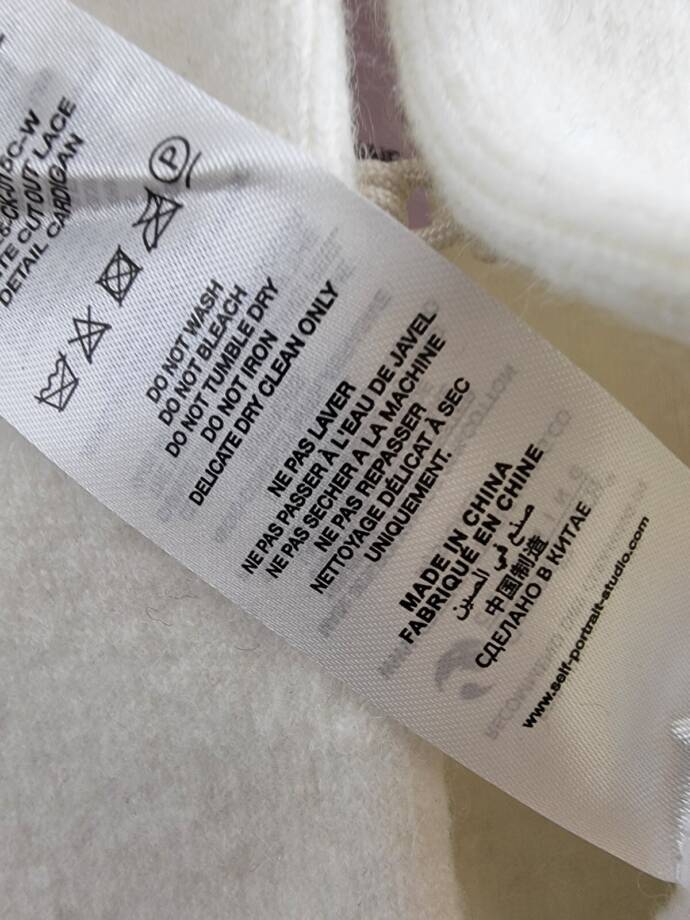 CUTOUT LACE
DETAIL CARDIGAN
P
DO NOT WASH
DO NOT BLEACH
DO NOT TUMBLE DRY
DO NOT IRON
DELICATE DRY CLEAN ONLY
NE PAS LAVER
NE PAS PASSER À L'EAU DE JAVEL
NE PAS SECHER A LA MACHINE
NE PAS REPASSER
NETTOYAGE DÉLICAT À SEC
UNIQUEMENT.
MADE IN CHINA
FABRIQUÉ EN CHINE
صنع في الصين
中国制造
СДЕЛАНО В КИТАЕ
www.self-portrait-studio.com